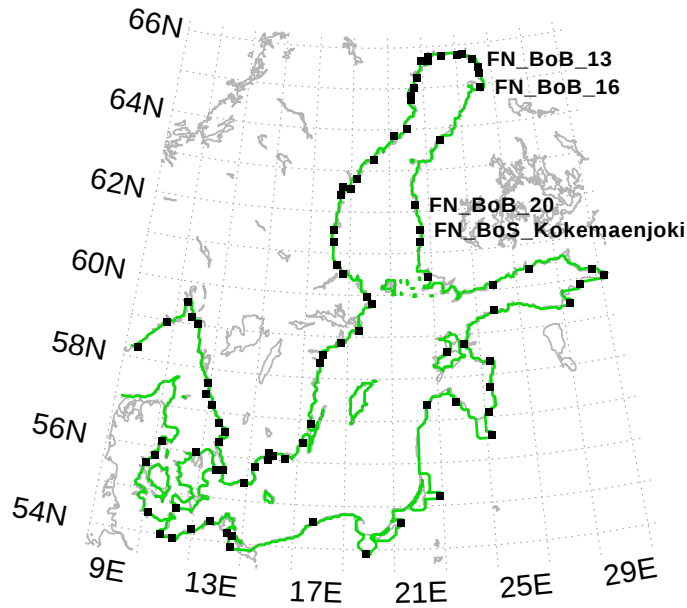 66N
FN_BoB_13
FN_BoB_16
64N
62N
FN_BoB_20
FN_BoS_Kokemaenjoki
60N
58N
56N
54N
9E
13E
17E
21E
25E
29E